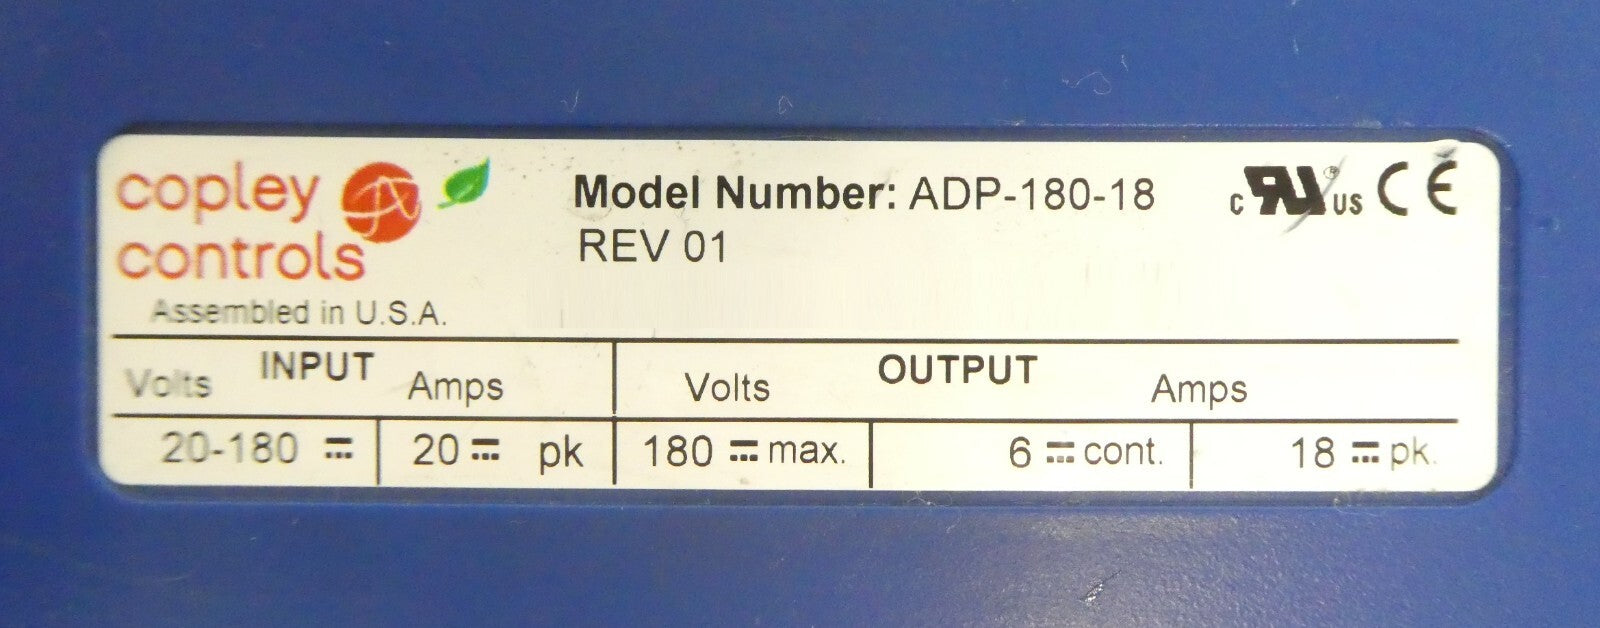 copley
controls
Assembled in U.S.A.
Model Number: ADP-180-18
REV 01
c RU ® US CE
INPUT OUTPUT
Volts Amps Volts Amps
20-180 ⎓ 20 ⎓ pk 180 ⎓ max. 6 ⎓ cont. 18 ⎓ pk.